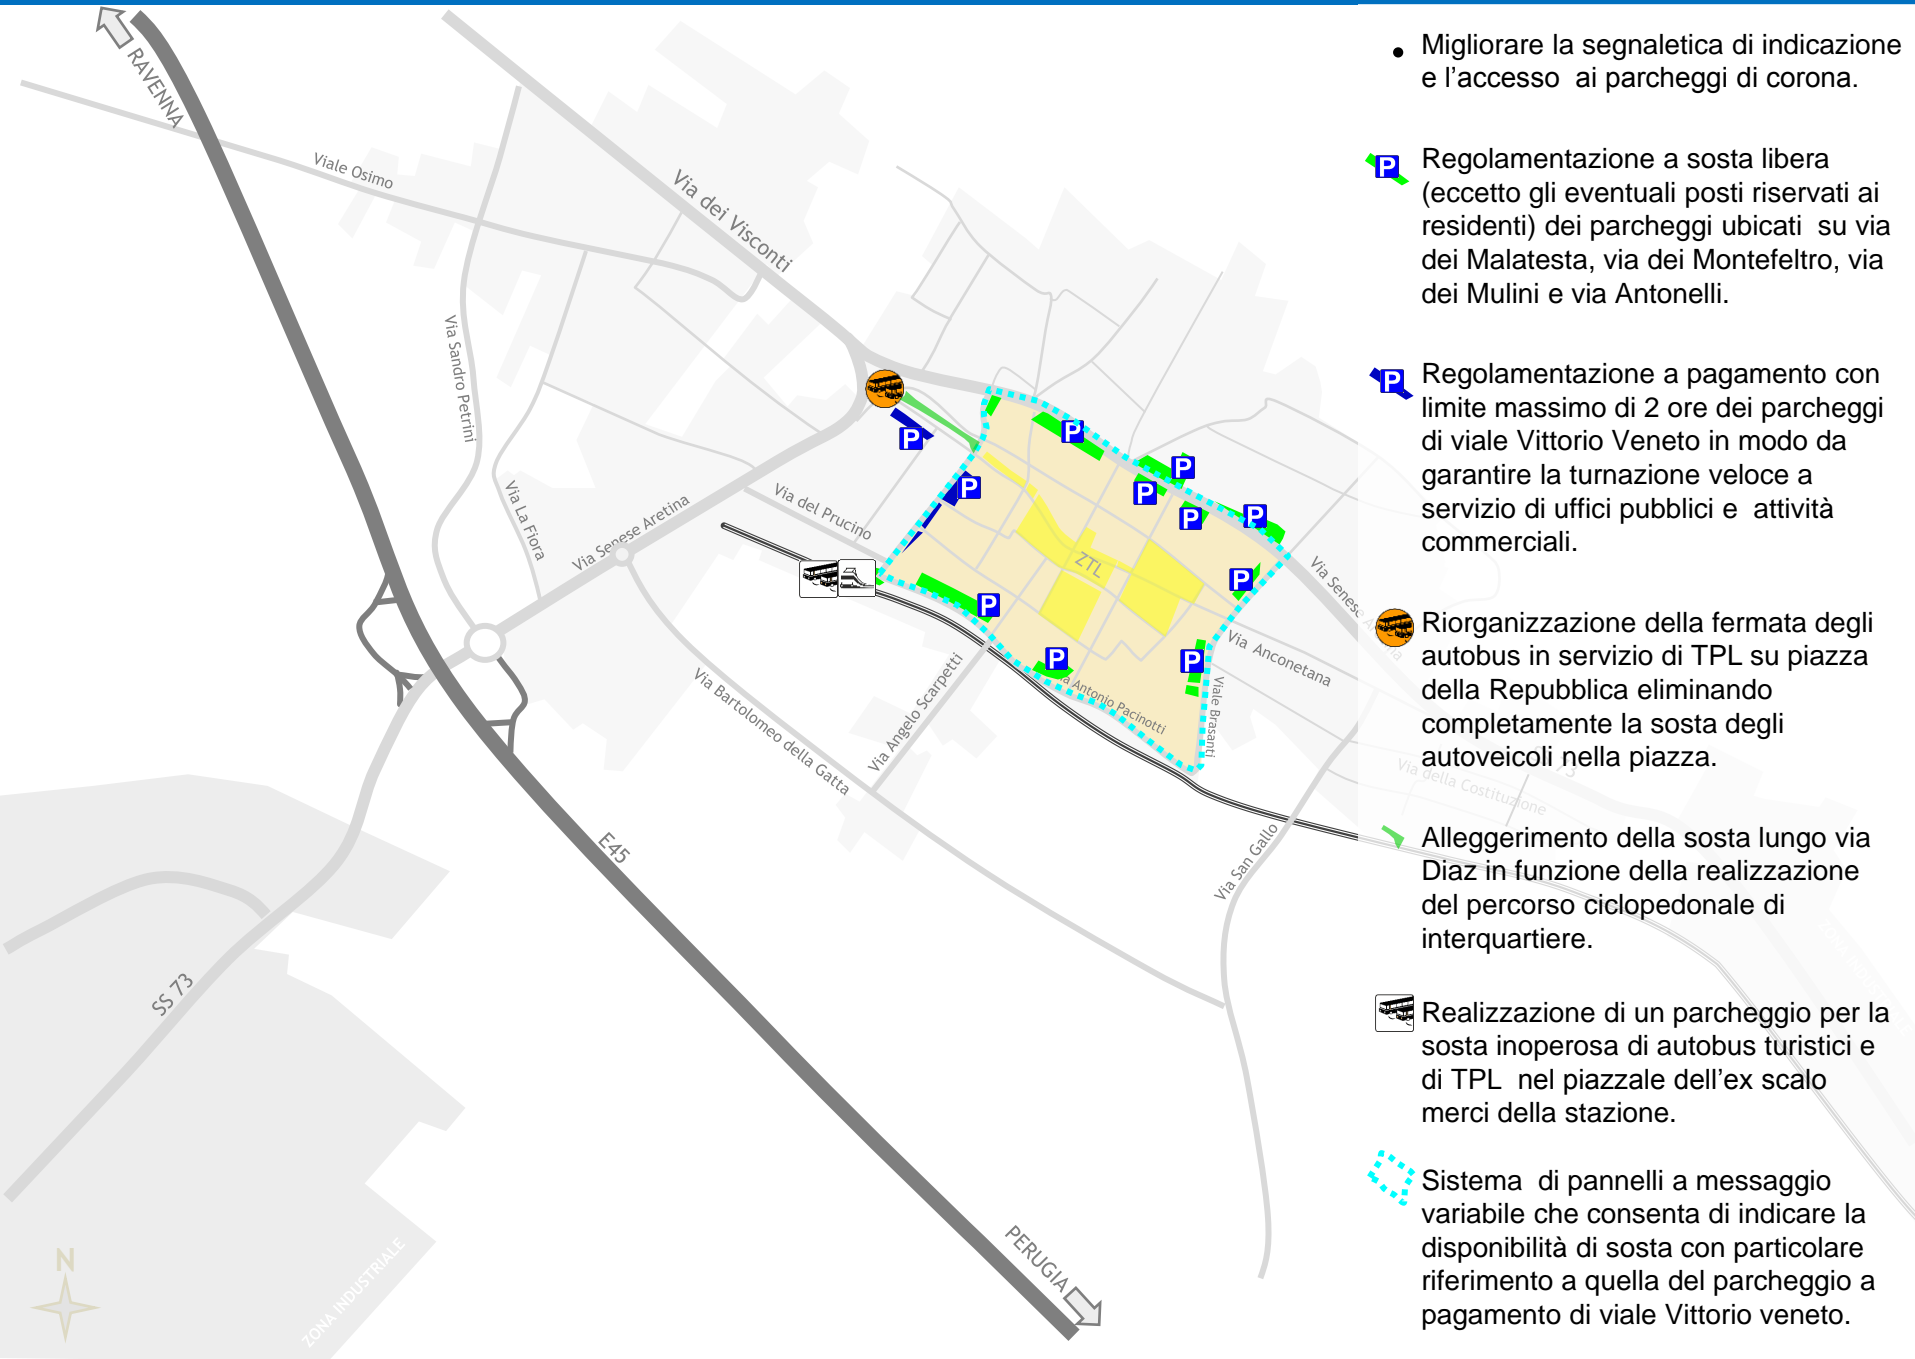 RAVENNA
Viale Osimo
Via dei Visconti
Via Sandro Petrini
Via La Fiora
Via Senese Aretina
Via del Prucino
P
P
P
P
P
P
P
P
P
P
P
P
ZTL
Via Anconetana
Viale Brasanti
Antonio Pacinotti
Via Angelo Scarpetti
Via Bartolomeo della Gatta
Via San Gallo
Via Senese
Via della Costituzione
E45
SS 73
PERUGIA
ZONA INDUSTRIALE
N
• Migliorare la segnaletica di indicazione
e l'accesso ai parcheggi di corona.
P
Regolamentazione a sosta libera
(eccetto gli eventuali posti riservati ai
residenti) dei parcheggi ubicati su via
dei Malatesta, via dei Montefeltro, via
dei Mulini e via Antonelli.
P
Regolamentazione a pagamento con
limite massimo di 2 ore dei parcheggi
di viale Vittorio Veneto in modo da
garantire la turnazione veloce a
servizio di uffici pubblici e attività
commerciali.
Riorganizzazione della fermata degli
autobus in servizio di TPL su piazza
della Repubblica eliminando
completamente la sosta degli
autoveicoli nella piazza.
Alleggerimento della sosta lungo via
Diaz in funzione della realizzazione
del percorso ciclopedonale di
interquartiere.
Realizzazione di un parcheggio per la
sosta inoperosa di autobus turistici e
di TPL nel piazzale dell'ex scalo
merci della stazione.
Sistema di pannelli a messaggio
variabile che consenta di indicare la
disponibilità di sosta con particolare
riferimento a quella del parcheggio a
pagamento di viale Vittorio veneto.